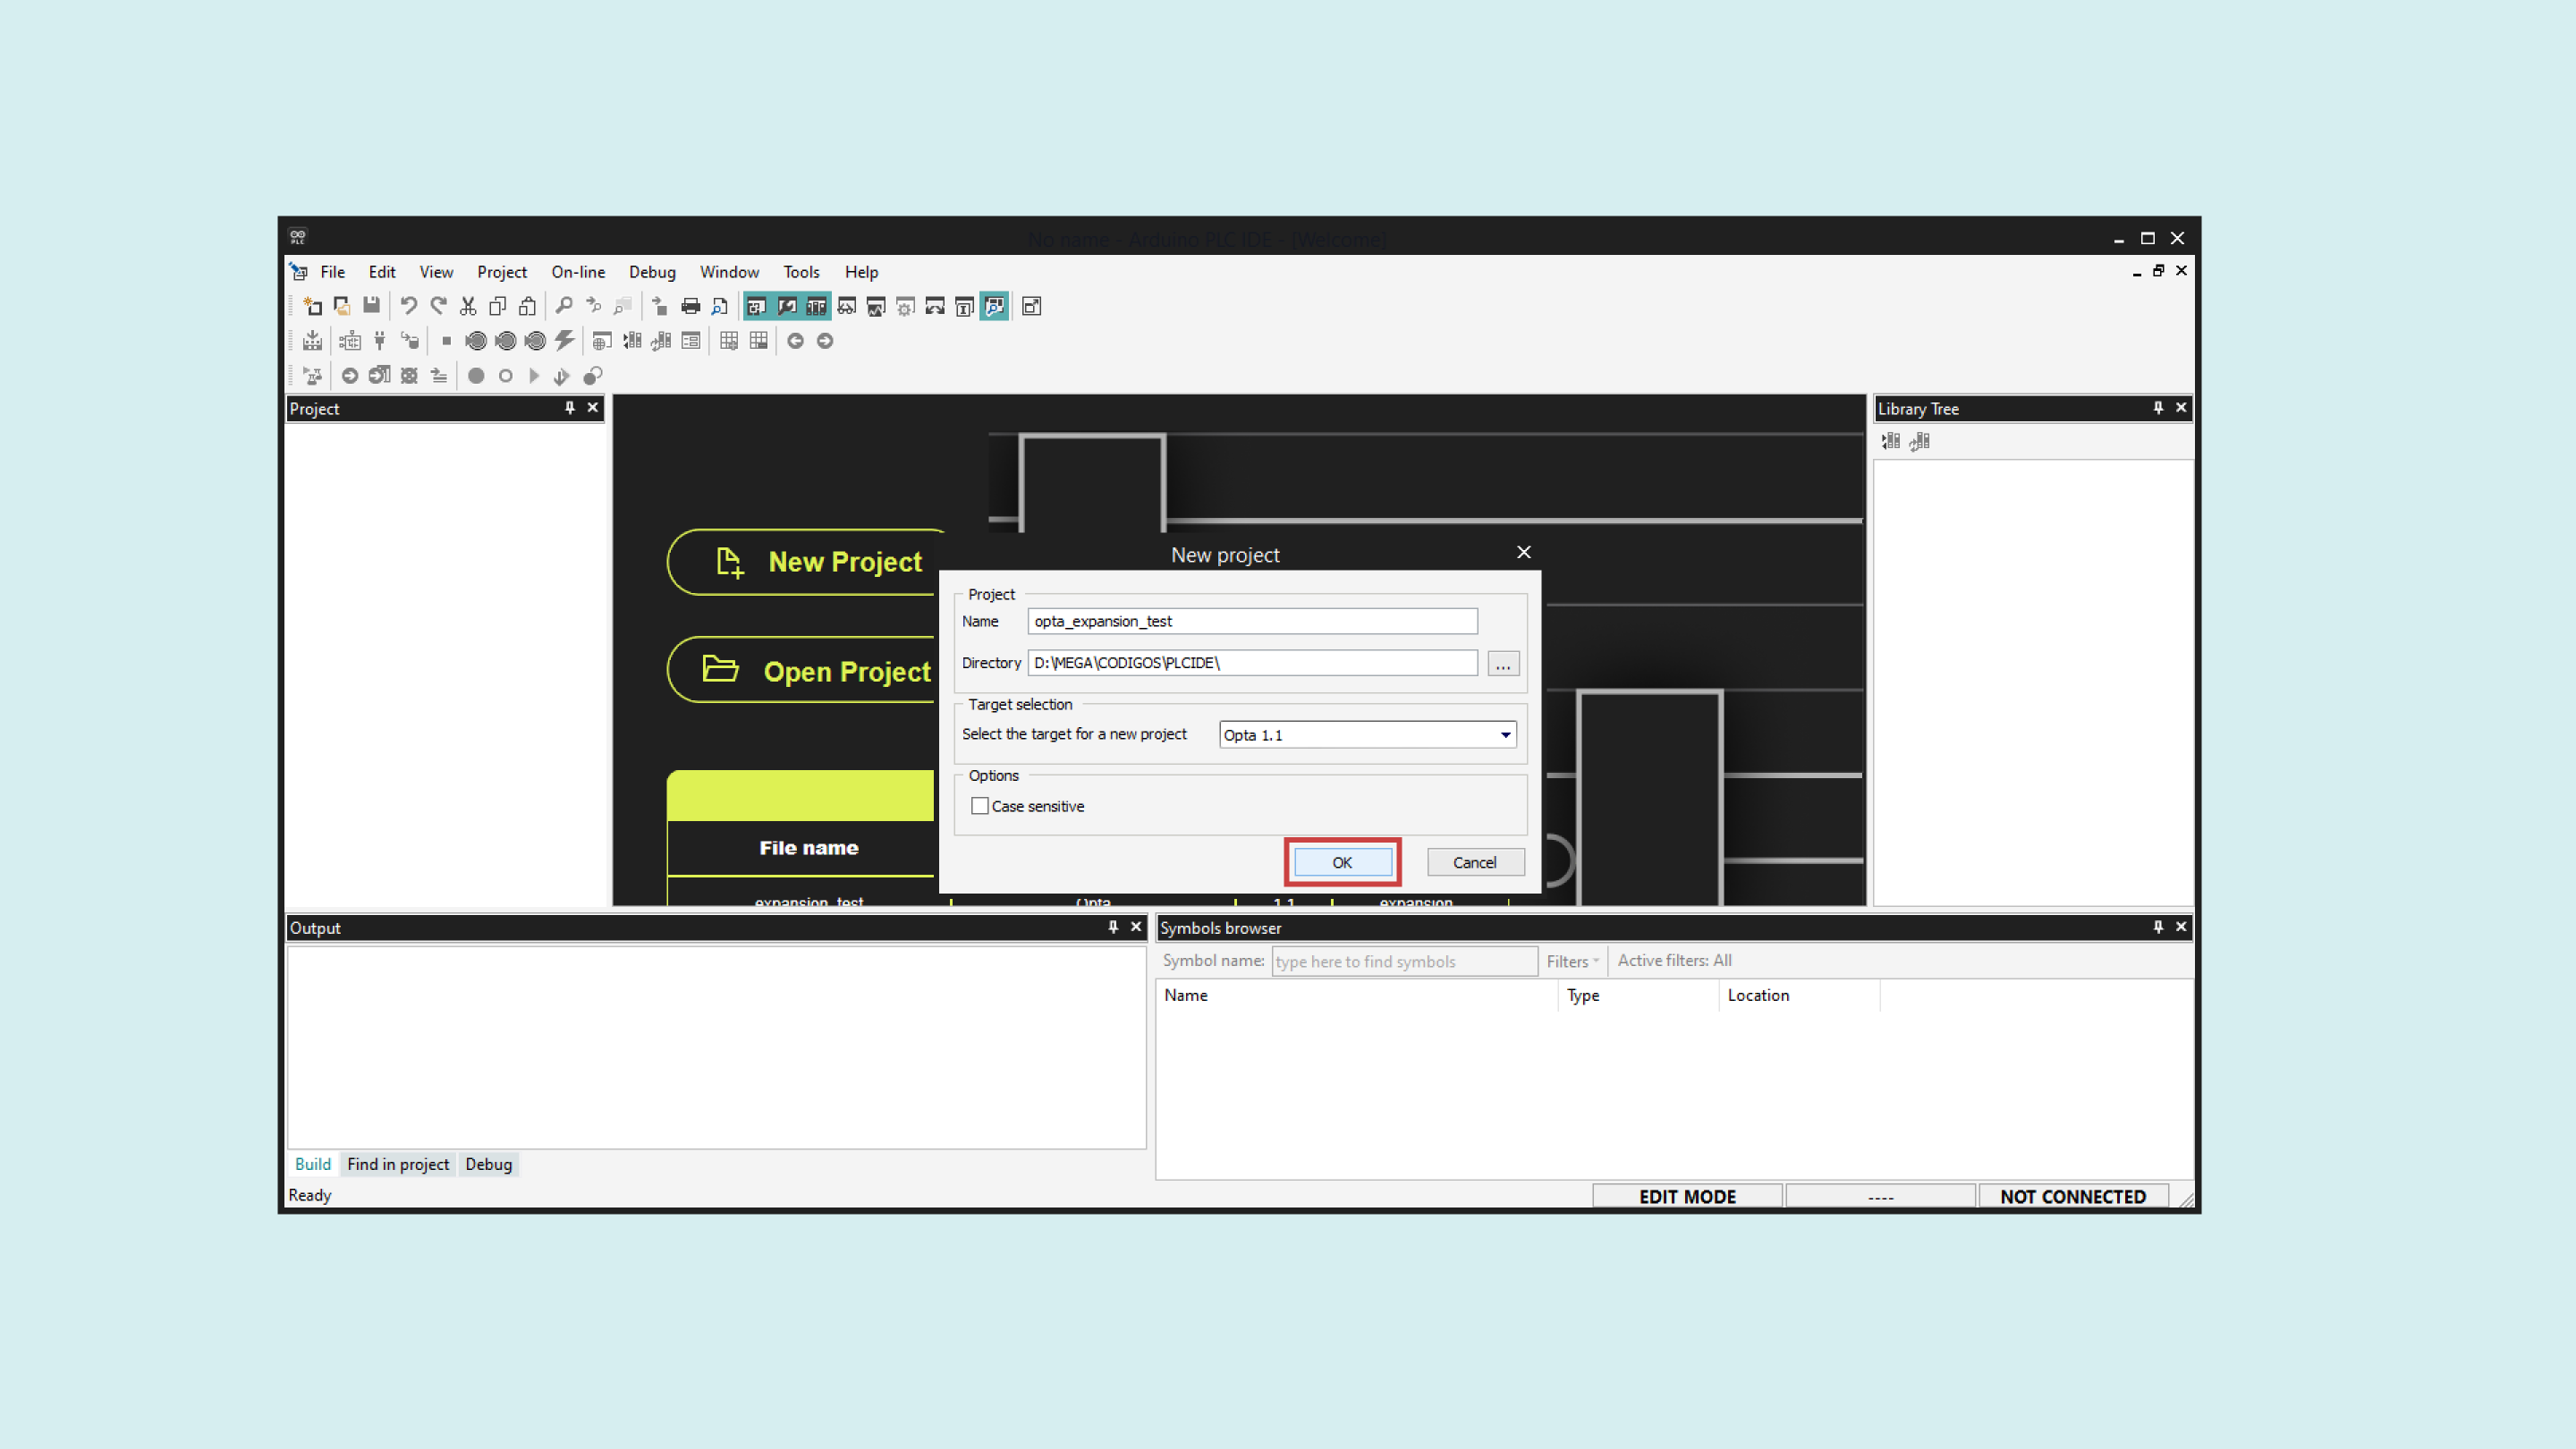 PLC
No name - Arduino PLC IDE - [Welcome]
File Edit View Project On-line Debug Window Tools Help
Project
Library Tree
New Project
Open Project
File name
expansion_test Opta 1.1 expansion
New project
Project
Name opta_expansion_test
Directory D:\MEGA\CODIGOS\PLCIDE\ ...
Target selection
Select the target for a new project Opta 1.1
Options
Case sensitive
OK Cancel
Output
Symbols browser
Symbol name: type here to find symbols Filters Active filters: All
Name Type Location
Build Find in project Debug
Ready
EDIT MODE ---- NOT CONNECTED